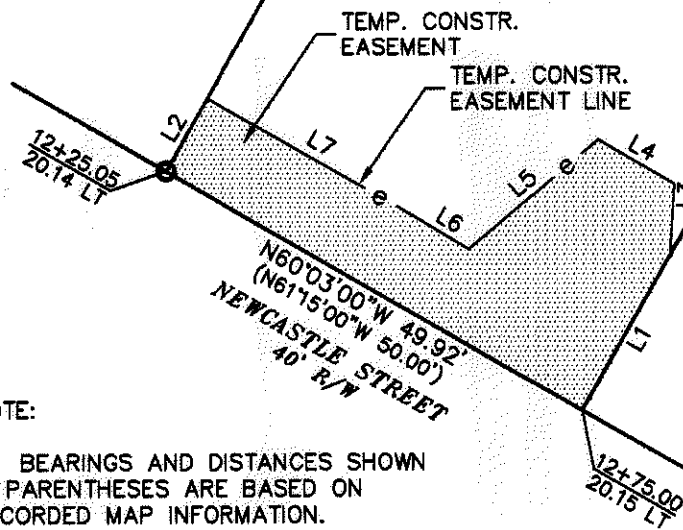 TEMP. CONSTR.
EASEMENT
TEMP. CONSTR.
EASEMENT LINE
L2
L7
e
L6
L5
e
L4
12+25.05
20.14 LT
N60°03'00"W 49.92'
(N61°15'00"W 50.00')
NEWCASTLE STREET
40' R/W
L1
12+75.00
20.15 LT
OTE:
BEARINGS AND DISTANCES SHOWN
PARENTHESES ARE BASED ON
CORDED MAP INFORMATION.